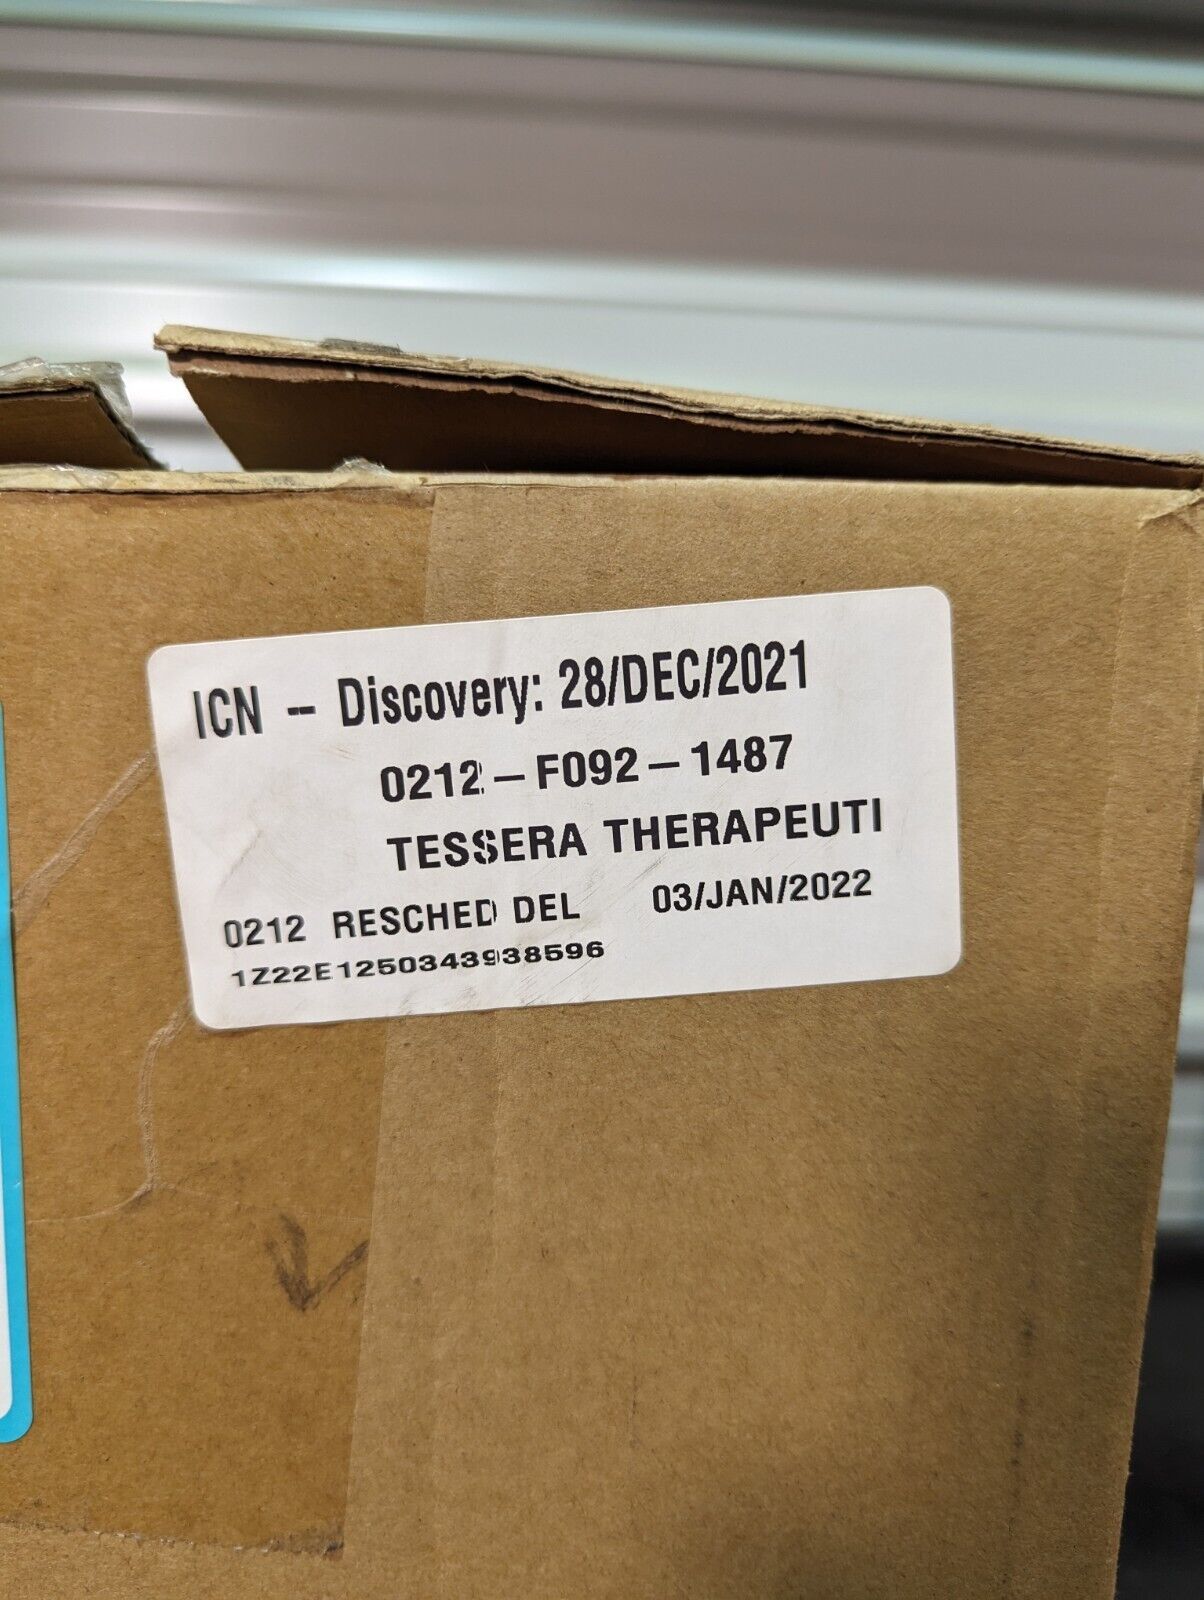 ICN -- Discovery: 28/DEC/2021
0212-F092-1487
TESSERA THERAPEUTI
0212 RESCHED DEL 03/JAN/2022
1Z22E1250343938596